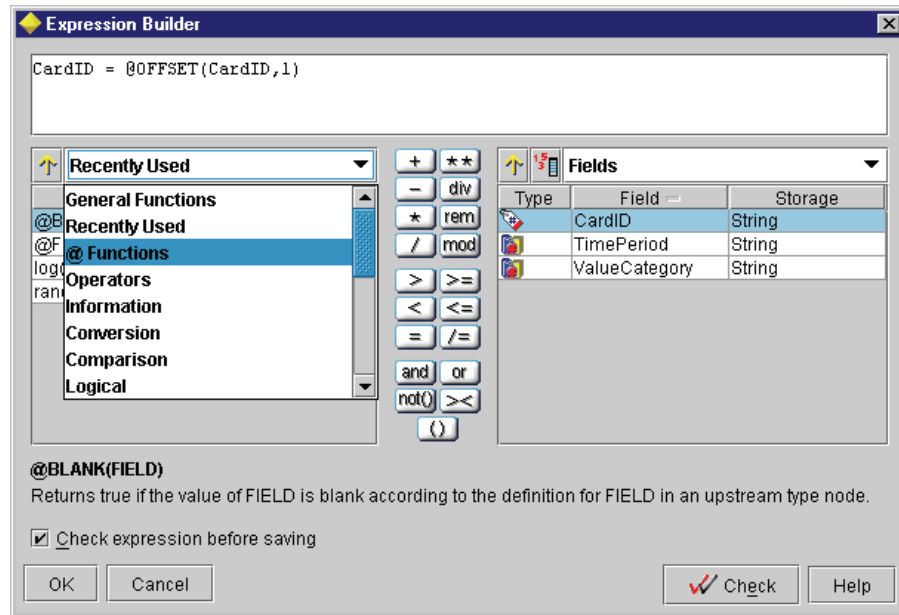 Expression Builder
CardID = @OFFSET(CardID,1)
Recently Used
General Functions
Recently Used
@ Functions
Operators
Information
Conversion
Comparison
Logical
@B
@F
log(
ran
+ **
− div
* rem
/ mod
> >=
< <=
= /=
and or
not() ><
()
Fields
Type Field Storage
CardID String
TimePeriod String
ValueCategory String
@BLANK(FIELD)
Returns true if the value of FIELD is blank according to the definition for FIELD in an upstream type node.
Check expression before saving
OK Cancel Check Help